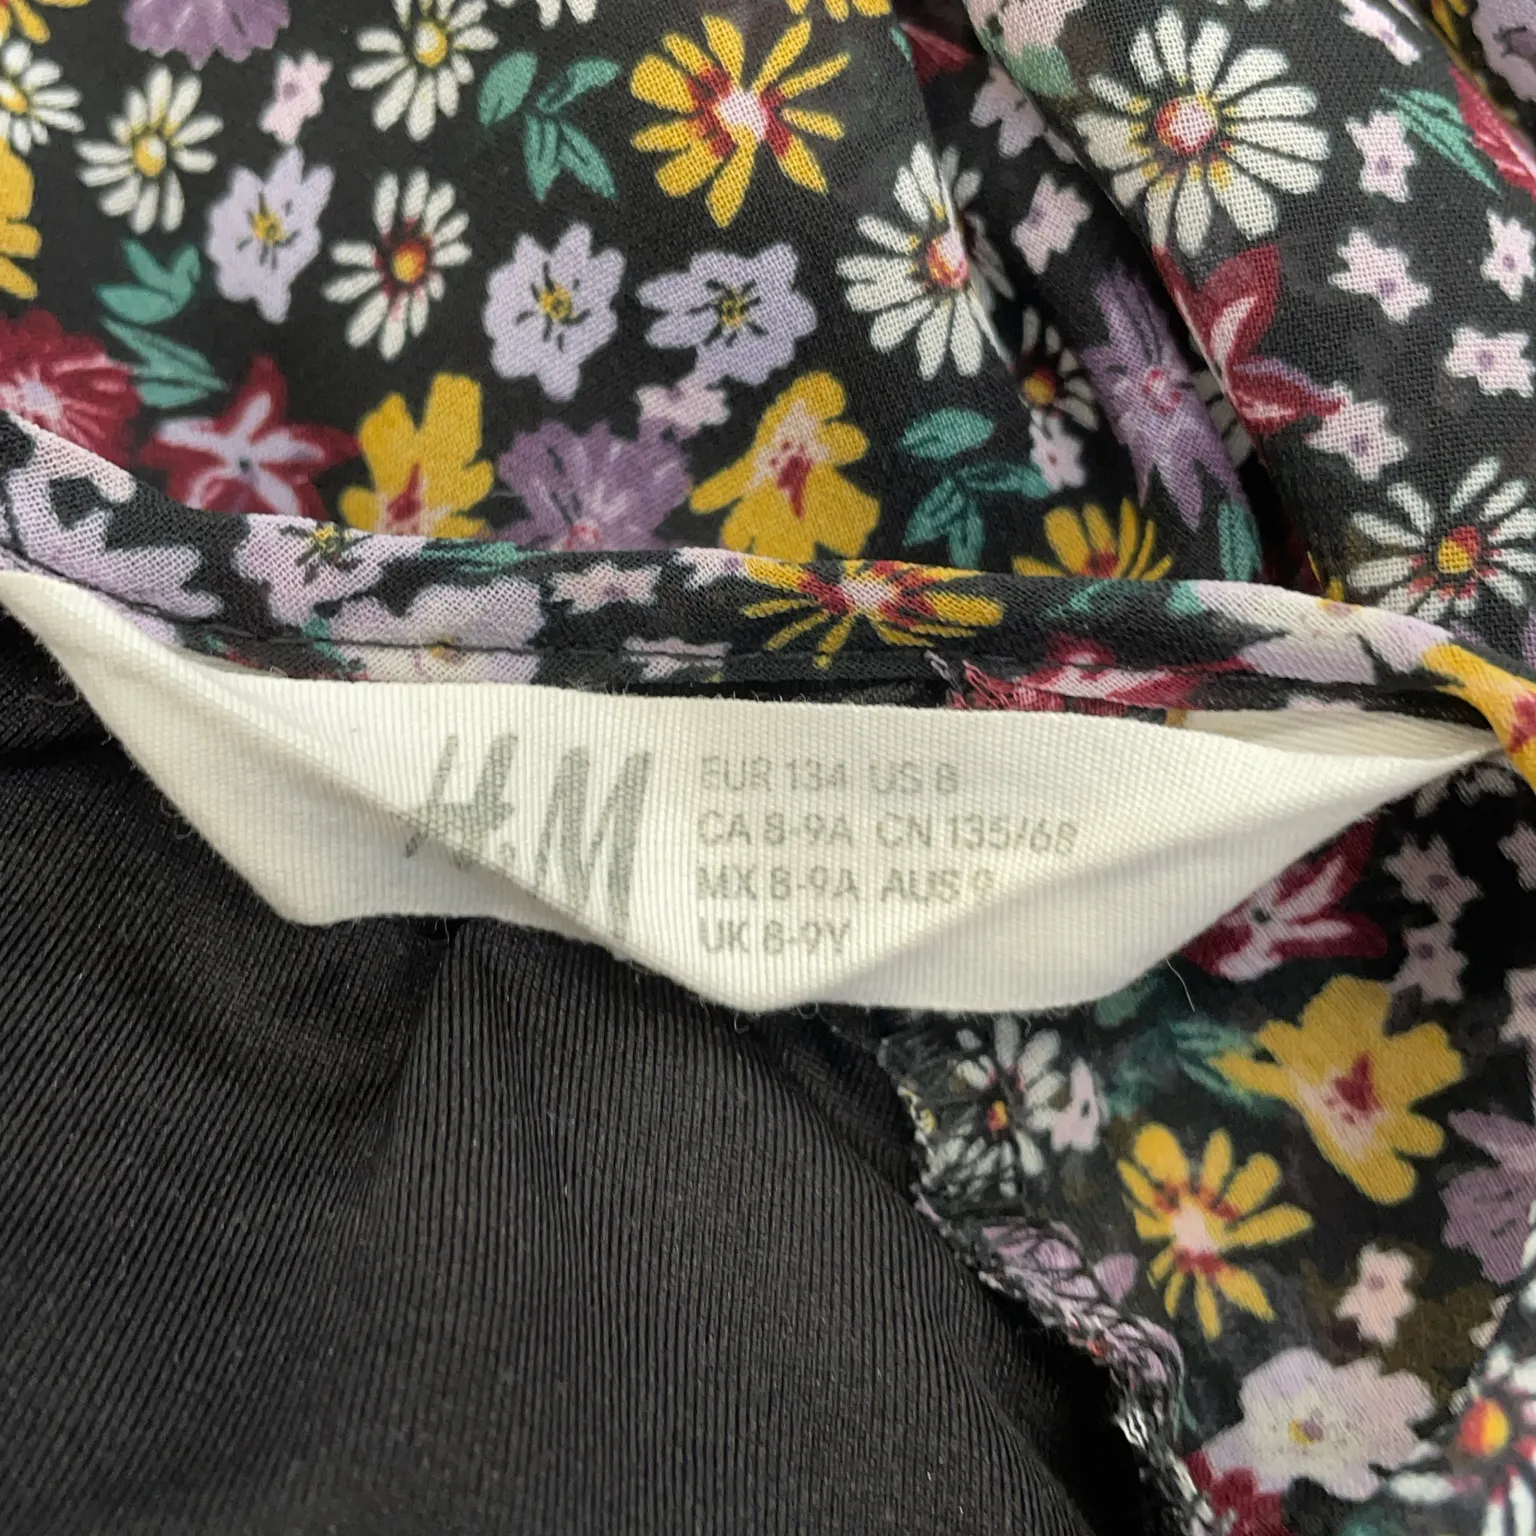 H&M
EUR 134 US 8
CA 8-9A CN 135/68
MX 8-9A AUS 9
UK 8-9Y